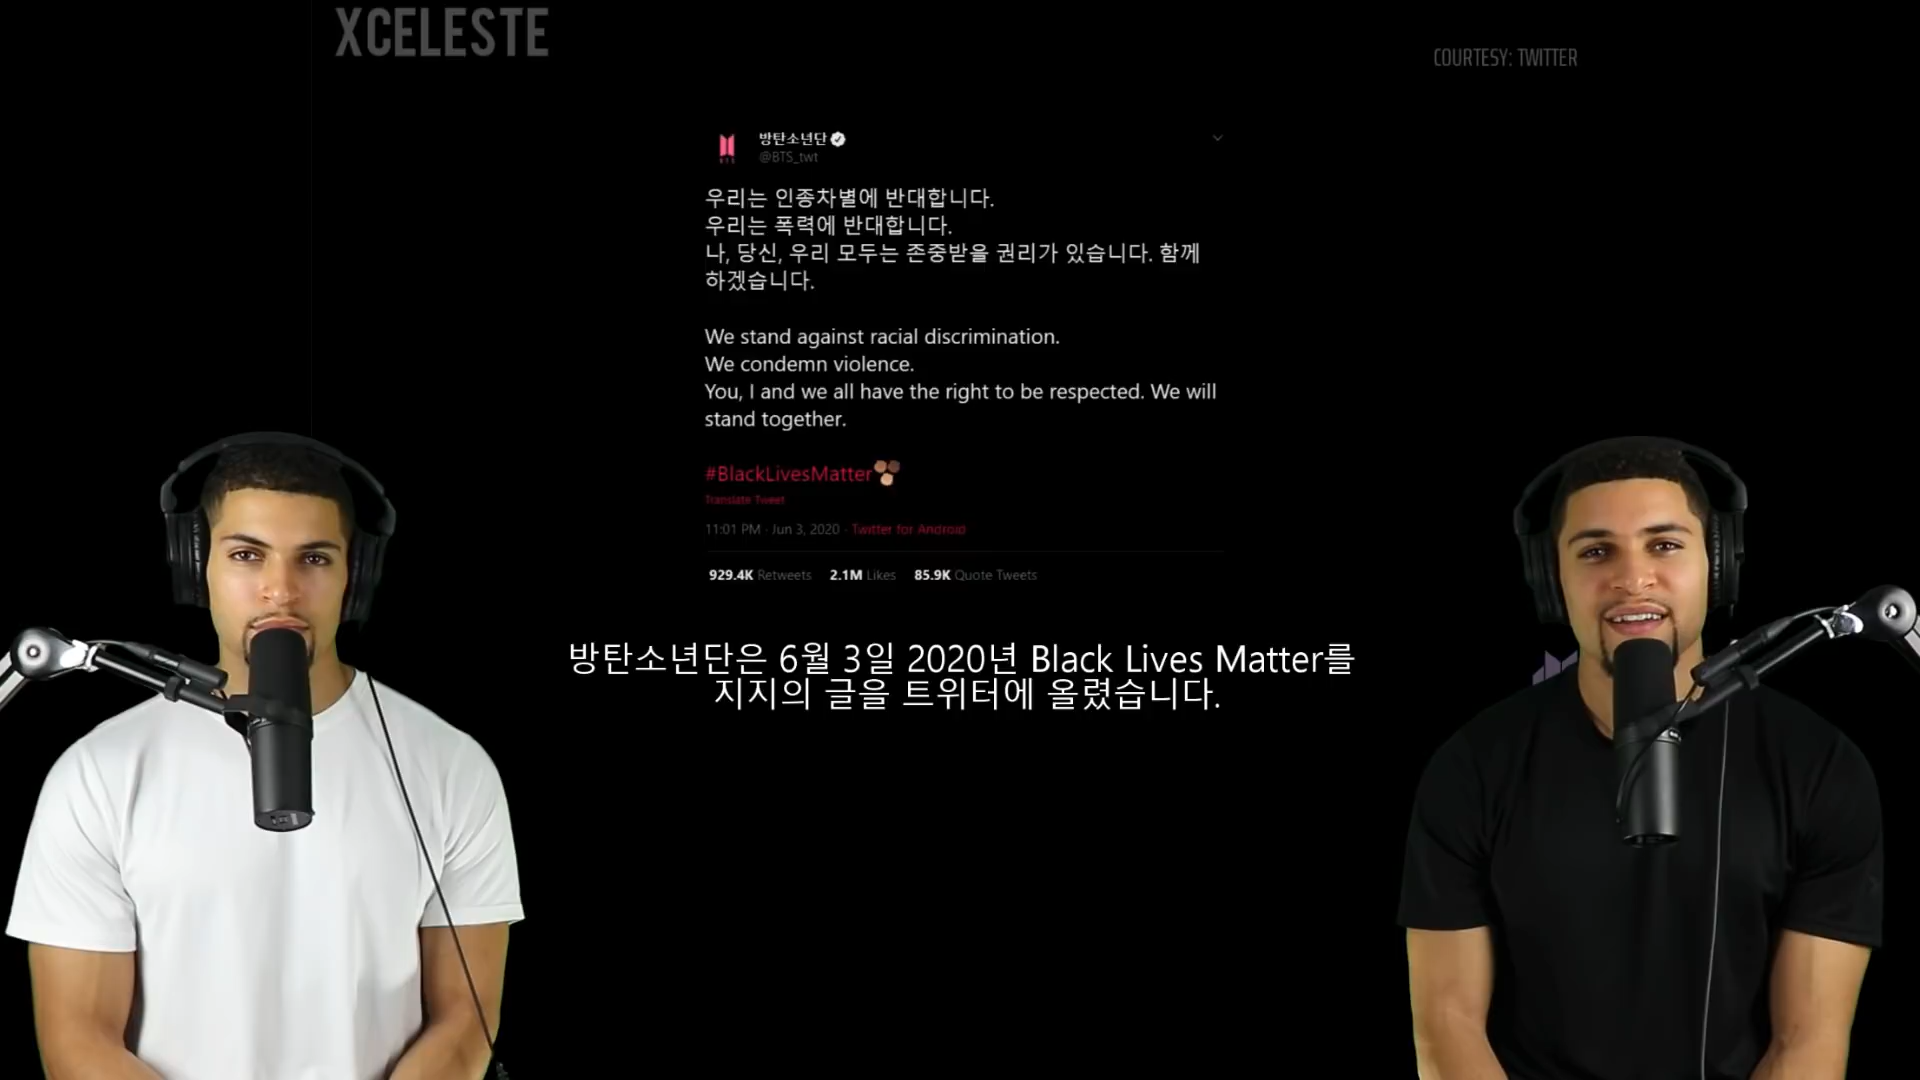 XCELESTE
COURTESY: TWITTER
방탄소년단
BTS
@BTS_twt
우리는 인종차별에 반대합니다.
우리는 폭력에 반대합니다.
나, 당신, 우리 모두는 존중받을 권리가 있습니다. 함께
하겠습니다.
We stand against racial discrimination.
We condemn violence.
You, I and we all have the right to be respected. We will
stand together.
#BlackLivesMatter
Translate Tweet
11:01 PM · Jun 3, 2020 · Twitter for Android
929.4K Retweets 2.1M Likes 85.9K Quote Tweets
방탄소년단은 6월 3일 2020년 Black Lives Matter를
지지의 글을 트위터에 올렸습니다.